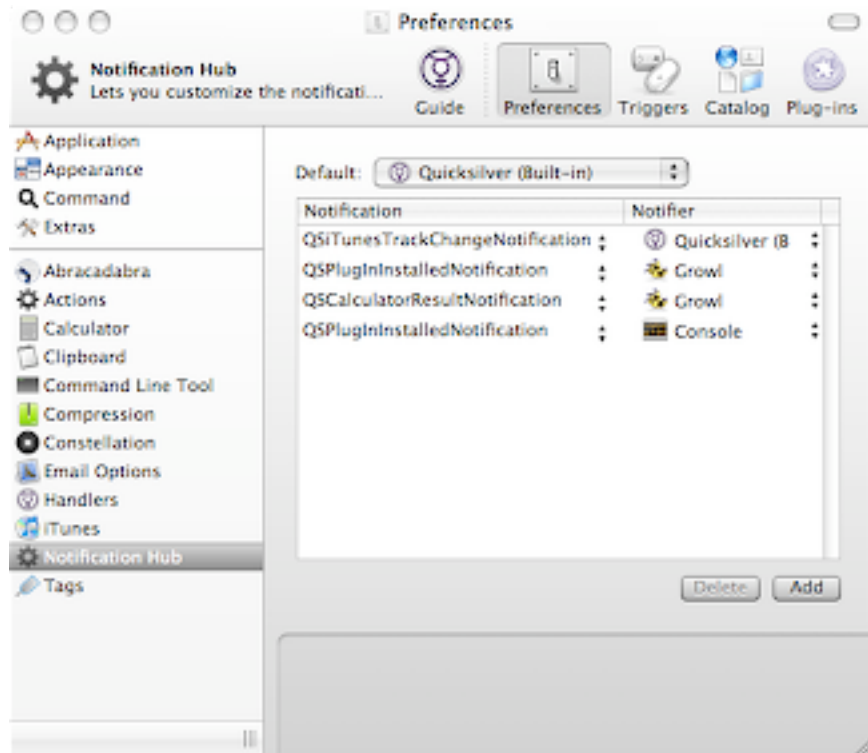 Preferences
Notification Hub
Lets you customize the notificati...
Guide
Preferences
Triggers
Catalog
Plug-ins
Application
Appearance
Command
Extras
Abracadabra
Actions
Calculator
Clipboard
Command Line Tool
Compression
Constellation
Email Options
Handlers
iTunes
Notification Hub
Tags
Default: Quicksilver (Built-in)
Notification Notifier
QSiTunesTrackChangeNotification Quicksilver (B
QSPlugInInstalledNotification Growl
QSCalculatorResultNotification Growl
QSPlugInInstalledNotification Console
Delete Add